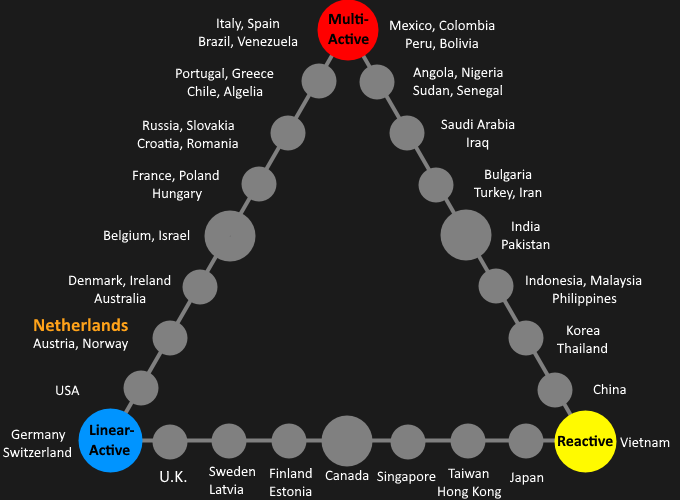 Italy, Spain
Brazil, Venezuela
Multi-
Active
Mexico, Colombia
Peru, Bolivia
Portugal, Greece
Chile, Algelia
Angola, Nigeria
Sudan, Senegal
Russia, Slovakia
Croatia, Romania
Saudi Arabia
Iraq
France, Poland
Hungary
Bulgaria
Turkey, Iran
Belgium, Israel
India
Pakistan
Denmark, Ireland
Australia
Indonesia, Malaysia
Philippines
Netherlands
Austria, Norway
Korea
Thailand
USA
China
Germany
Switzerland
Linear-
Active
Reactive
Vietnam
U.K.
Sweden
Latvia
Finland
Estonia
Canada
Singapore
Taiwan
Hong Kong
Japan